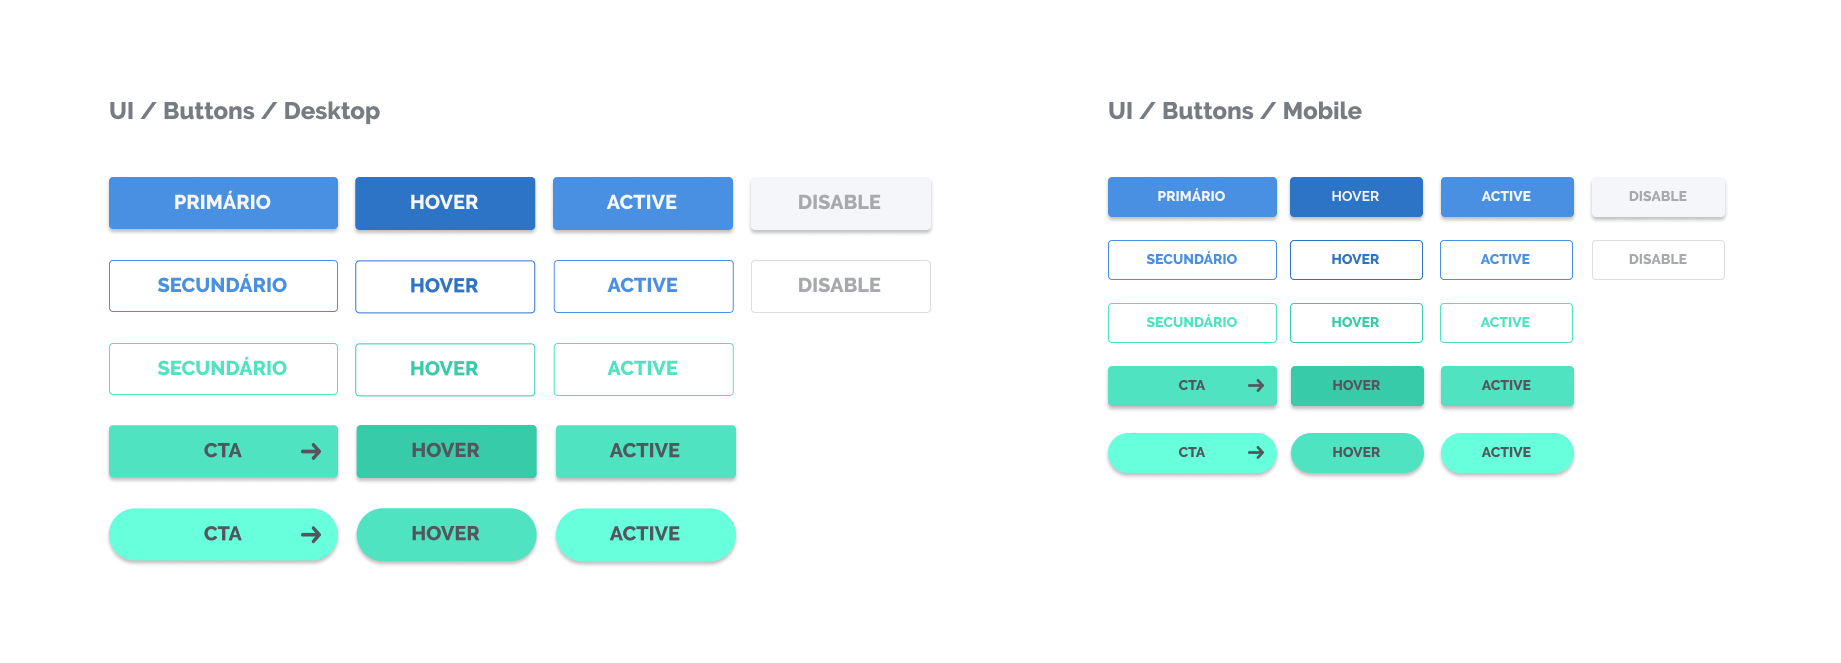 UI / Buttons / Desktop
PRIMÁRIO HOVER ACTIVE DISABLE
SECUNDÁRIO HOVER ACTIVE DISABLE
SECUNDÁRIO HOVER ACTIVE
CTA HOVER ACTIVE
CTA HOVER ACTIVE
UI / Buttons / Mobile
PRIMÁRIO HOVER ACTIVE DISABLE
SECUNDÁRIO HOVER ACTIVE DISABLE
SECUNDÁRIO HOVER ACTIVE
CTA HOVER ACTIVE
CTA HOVER ACTIVE